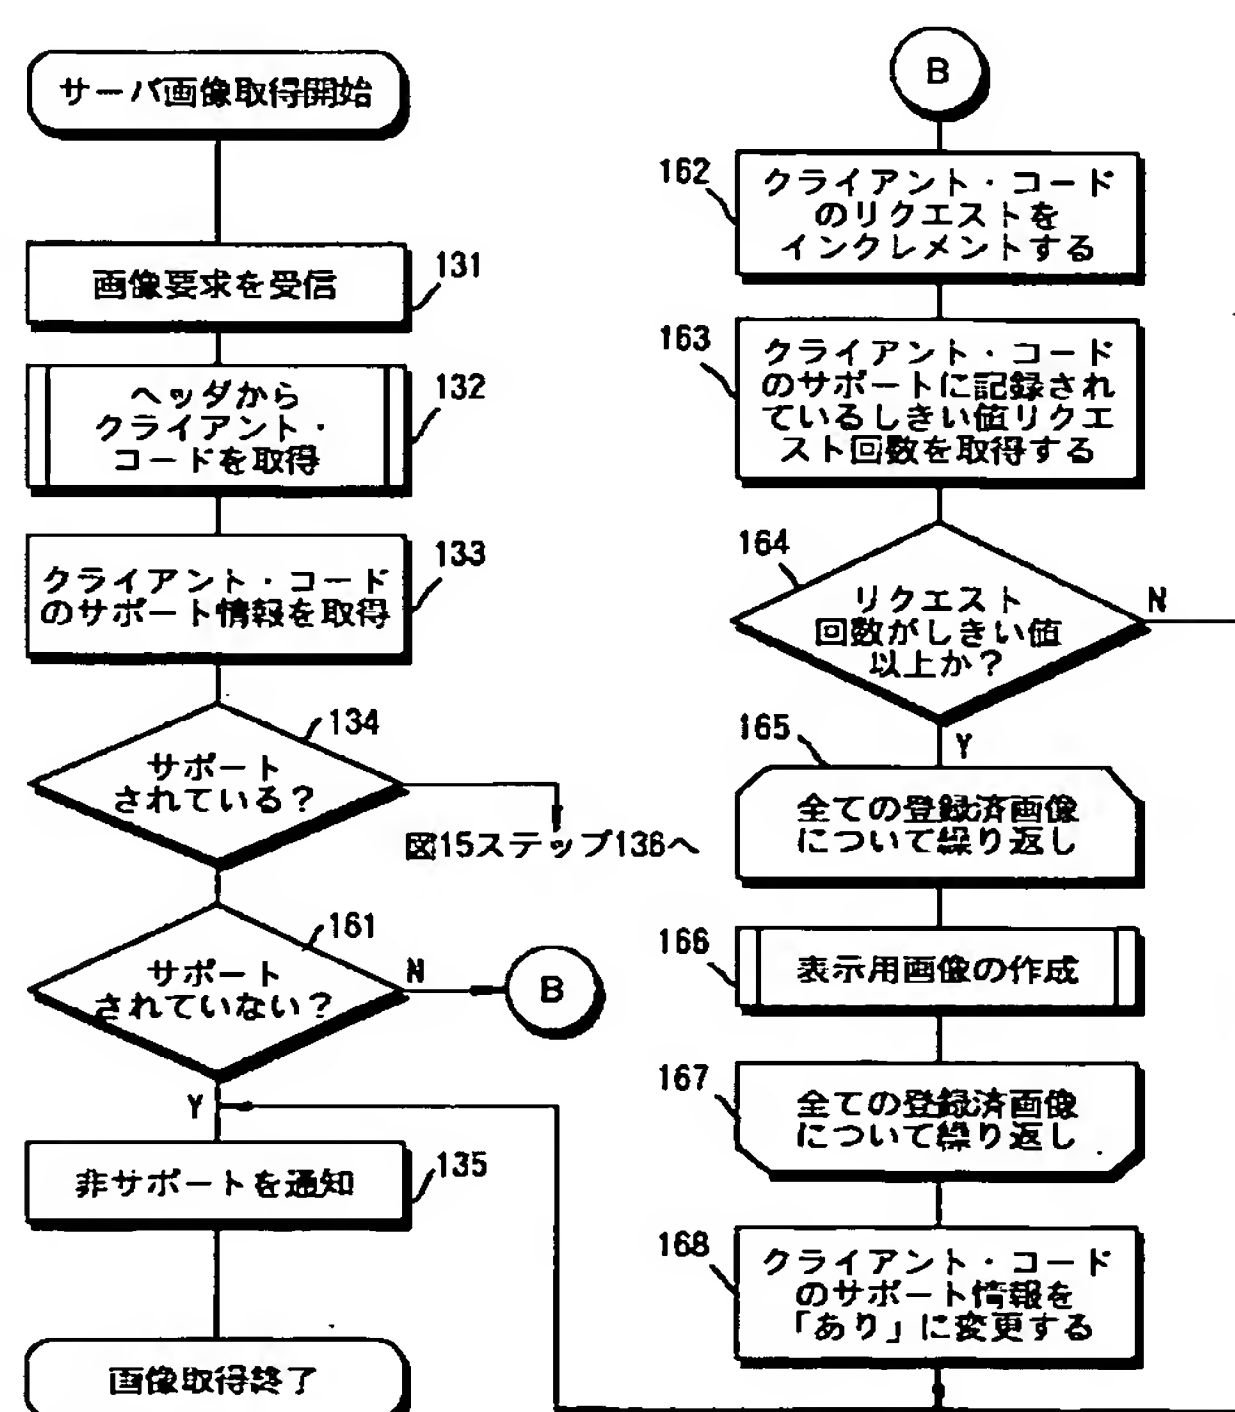 サーバ画像取得開始
画像要求を受信
131
ヘッダから
クライアント・
コードを取得
132
クライアント・コード
のサポート情報を取得
133
サポート
されている?
134
図15ステップ136へ
サポート
されていない?
161
N
B
Y
非サポートを通知
135
画像取得終了
B
162
クライアント・コード
のリクエストを
インクレメントする
163
クライアント・コード
のサポートに記録され
ているしきい値リクエ
スト回数を取得する
164
リクエスト
回数がしきい値
以上か?
N
Y
165
全ての登録済画像
について繰り返し
166
表示用画像の作成
167
全ての登録済画像
について繰り返し
168
クライアント・コード
のサポート情報を
「あり」に変更する